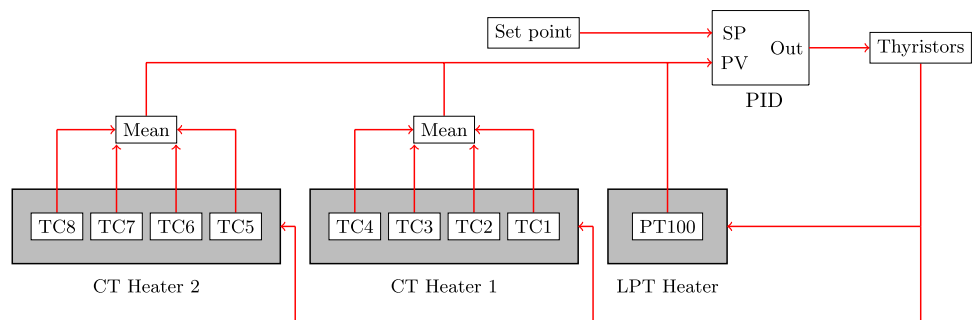 Set point
SP
Out
PV
Thyristors
PID
Mean
Mean
TC8
TC7
TC6
TC5
TC4
TC3
TC2
TC1
PT100
CT Heater 2
CT Heater 1
LPT Heater